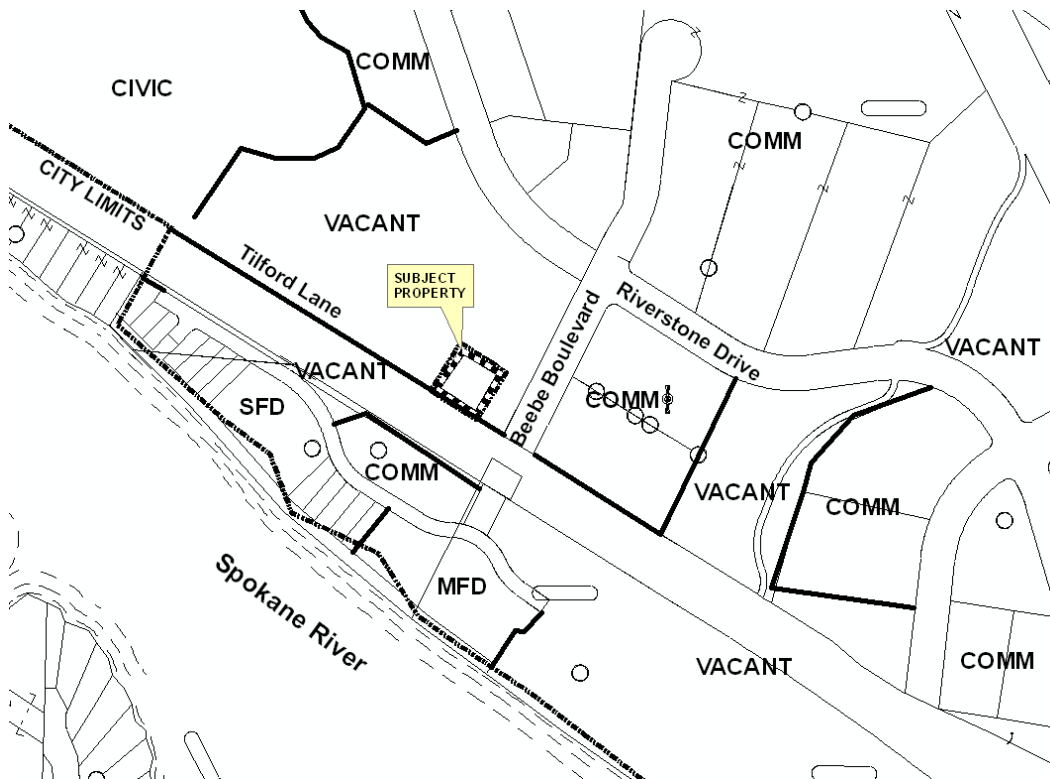 COMM
CIVIC
COMM
CITY LIMITS
VACANT
Tilford Lane
SUBJECT
PROPERTY
Beebe Boulevard
Riverstone Drive
VACANT
VACANT
SFD
COMM
COMM
VACANT
COMM
MFD
Spokane River
VACANT
COMM